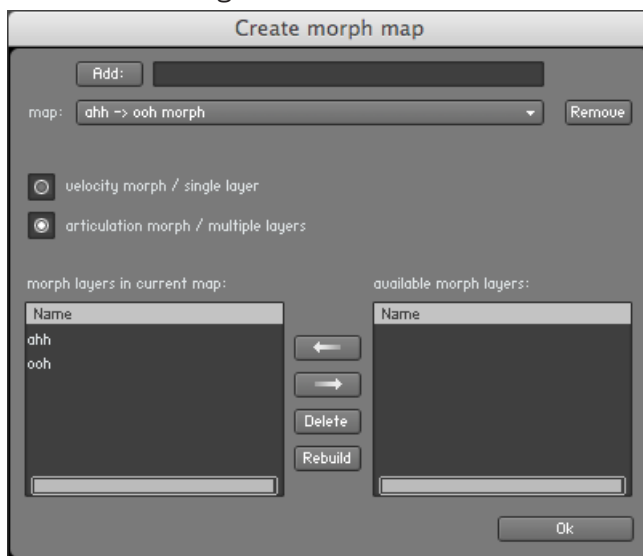 Create morph map
Add:
map: ahh -> ooh morph Remove
velocity morph / single layer
articulation morph / multiple layers
morph layers in current map: available morph layers:
Name Name
ahh
ooh
Delete
Rebuild
Ok